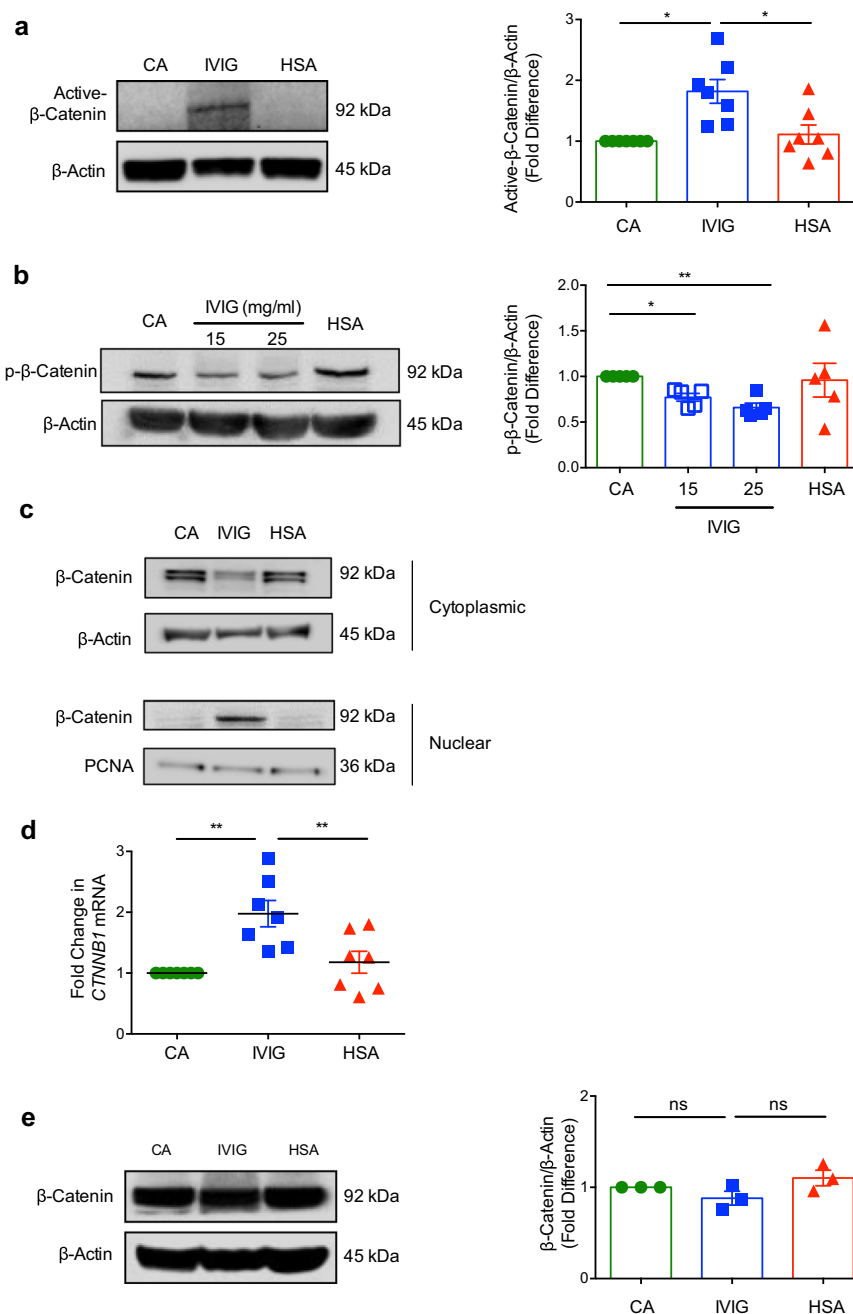 a
CA IVIG HSA
Active-
β-Catenin
92 kDa
β-Actin
45 kDa
Active-β-Catenin/β-Actin
(Fold Difference)
3
2
1
0
* *
CA IVIG HSA
b
CA IVIG (mg/ml) HSA
15 25
p-β-Catenin
92 kDa
β-Actin
45 kDa
p-β-Catenin/β-Actin
(Fold Difference)
2.0
1.5
1.0
0.5
0.0
**
*
CA 15 25 HSA
IVIG
c
CA IVIG HSA
β-Catenin
92 kDa
β-Actin
45 kDa
Cytoplasmic
β-Catenin
92 kDa
PCNA
36 kDa
Nuclear
d
Fold Change in
CTNNB1 mRNA
3
2
1
0
** **
CA IVIG HSA
e
CA IVIG HSA
β-Catenin
92 kDa
β-Actin
45 kDa
β-Catenin/β-Actin
(Fold Difference)
2
1
0
ns ns
CA IVIG HSA